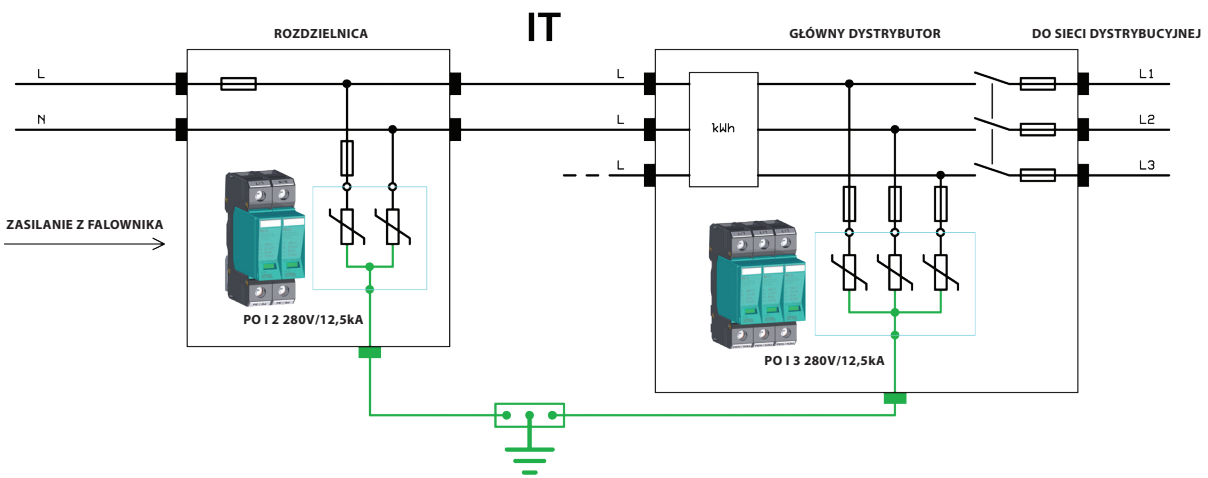 IT
ROZDZIELNICA
GŁÓWNY DYSTRYBUTOR
DO SIECI DYSTRYBUCYJNEJ
L
L
L1
N
L
kWh
L2
L
L3
ZASILANIE Z FALOWNIKA
PO I 2 280V/12,5kA
PO I 3 280V/12,5kA